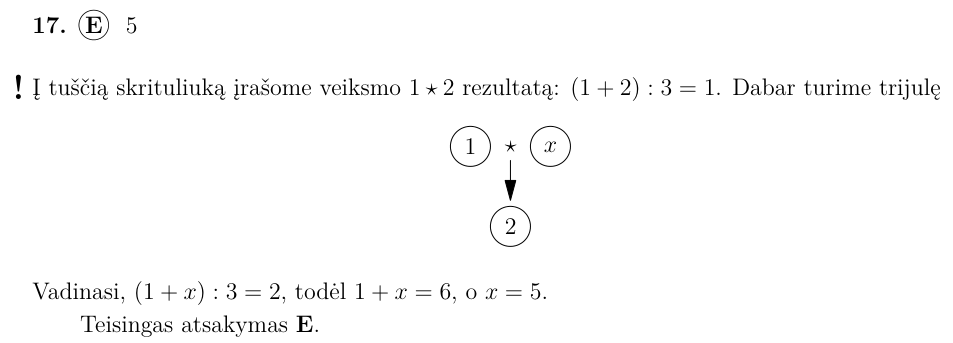 17. E 5
! Į tuščią skrituliuką įrašome veiksmo 1 ⋆ 2 rezultatą: (1 + 2) : 3 = 1. Dabar turime trijulę
1 ⋆ x
2
Vadinasi, (1 + x) : 3 = 2, todėl 1 + x = 6, o x = 5.
Teisingas atsakymas E.